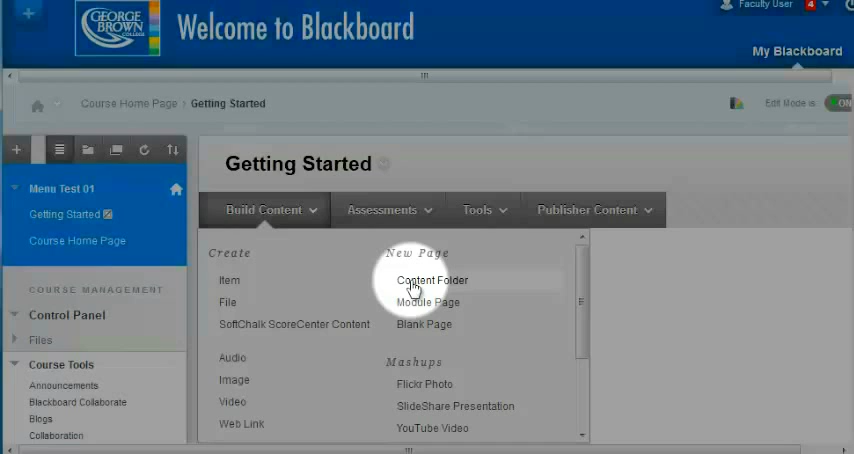 GEORGE
BROWN
COLLEGE
Welcome to Blackboard
Faculty User 4
My Blackboard
Course Home Page › Getting Started
Edit Mode is ON
Getting Started
Menu Test 01
Getting Started
Course Home Page
COURSE MANAGEMENT
Control Panel
Files
Course Tools
Announcements
Blackboard Collaborate
Blogs
Collaboration
Build Content Assessments Tools Publisher Content
Create
Item
File
SoftChalk ScoreCenter Content
Audio
Image
Video
Web Link
New Page
Content Folder
Module Page
Blank Page
Mashups
Flickr Photo
SlideShare Presentation
YouTube Video